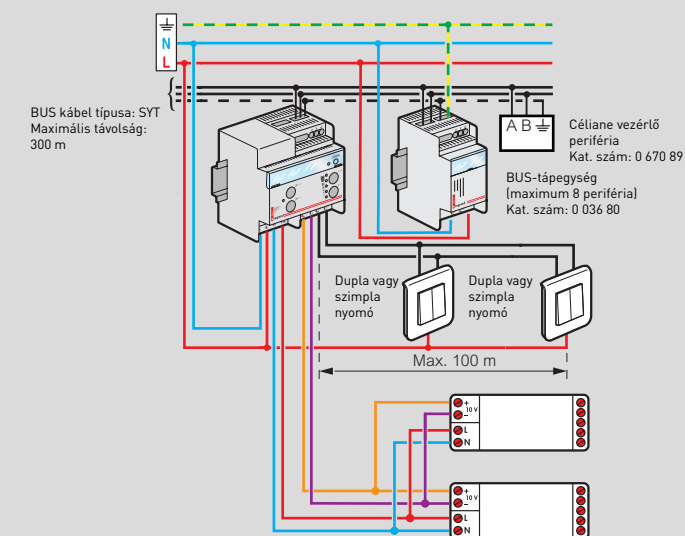 N
L
BUS kábel típusa: SYT
Maximális távolság:
300 m
A B
Céliane vezérlő
periféria
Kat. szám: 0 670 89
BUS-tápegység
(maximum 8 periféria)
Kat. szám: 0 036 80
Dupla vagy
szimpla
nyomó
Dupla vagy
szimpla
nyomó
Max. 100 m
+
10 V
–
L
N
+
10 V
–
L
N